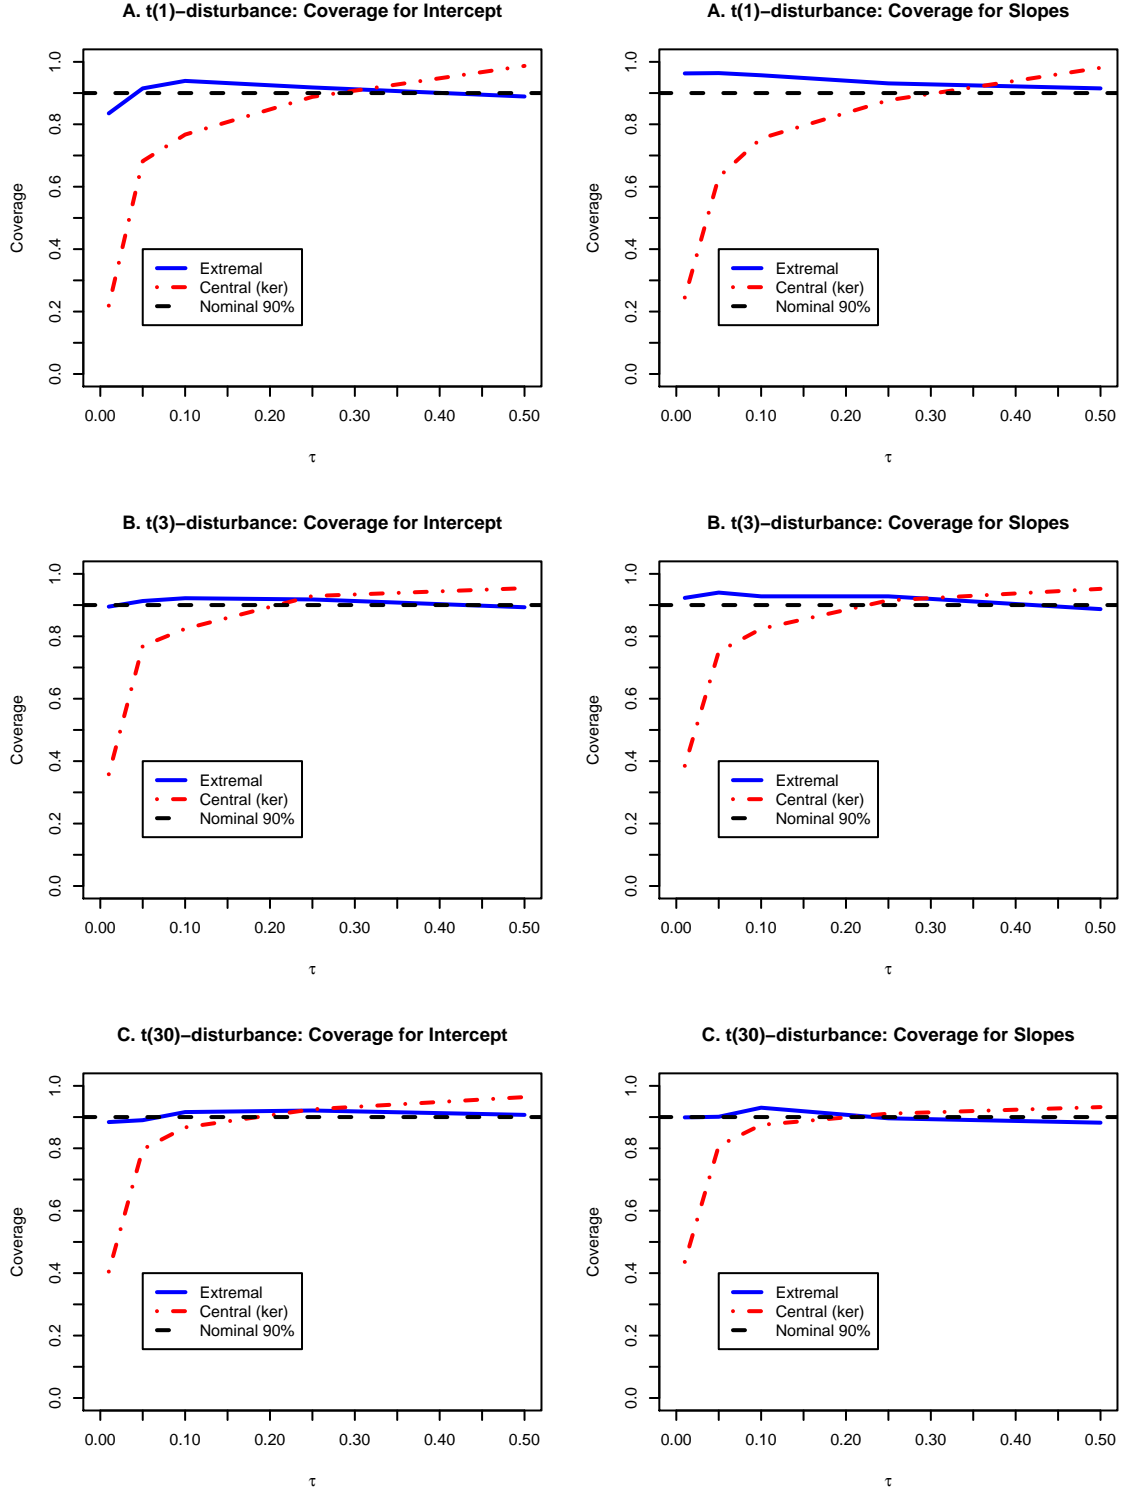 A. t(1)−disturbance: Coverage for Intercept
Coverage
1.0
0.8
0.6
0.4
0.2
0.0
Extremal
Central (ker)
Nominal 90%
0.00 0.10 0.20 0.30 0.40 0.50
τ
A. t(1)−disturbance: Coverage for Slopes
Coverage
1.0
0.8
0.6
0.4
0.2
0.0
Extremal
Central (ker)
Nominal 90%
0.00 0.10 0.20 0.30 0.40 0.50
τ
B. t(3)−disturbance: Coverage for Intercept
Coverage
1.0
0.8
0.6
0.4
0.2
0.0
Extremal
Central (ker)
Nominal 90%
0.00 0.10 0.20 0.30 0.40 0.50
τ
B. t(3)−disturbance: Coverage for Slopes
Coverage
1.0
0.8
0.6
0.4
0.2
0.0
Extremal
Central (ker)
Nominal 90%
0.00 0.10 0.20 0.30 0.40 0.50
τ
C. t(30)−disturbance: Coverage for Intercept
Coverage
1.0
0.8
0.6
0.4
0.2
0.0
Extremal
Central (ker)
Nominal 90%
0.00 0.10 0.20 0.30 0.40 0.50
τ
C. t(30)−disturbance: Coverage for Slopes
Coverage
1.0
0.8
0.6
0.4
0.2
0.0
Extremal
Central (ker)
Nominal 90%
0.00 0.10 0.20 0.30 0.40 0.50
τ